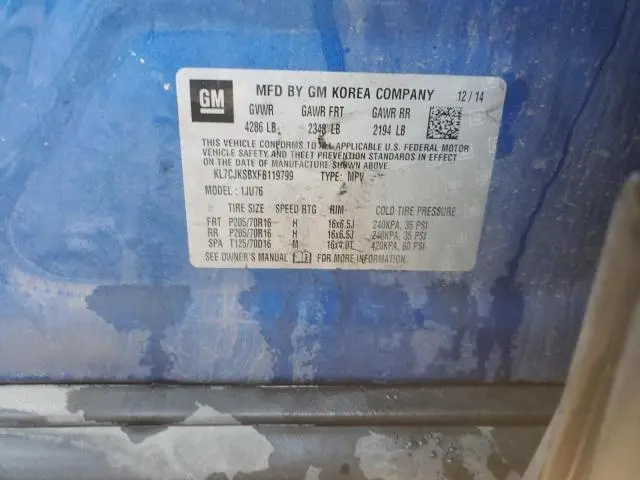 GM
MFD BY GM KOREA COMPANY 12/14
GVWR GAWR FRT GAWR RR
4286 LB 2348 LB 2194 LB
THIS VEHICLE CONFORMS TO ALL APPLICABLE U.S. FEDERAL MOTOR
VEHICLE SAFETY AND THEFT PREVENTION STANDARDS IN EFFECT
ON THE DATE OF MANUFACTURE SHOWN ABOVE.
KL7CJKSBXFB119799 TYPE: MPV
MODEL: 1JU76
TIRE SIZE SPEED RTG RIM COLD TIRE PRESSURE
FRT P205/70R16 H 16x6.5J 240KPA, 35 PSI
RR P205/70R16 H 16x6.5J 240KPA, 35 PSI
SPA T125/70D16 M 16x4.0T 420KPA, 60 PSI
SEE OWNER'S MANUAL FOR MORE INFORMATION.